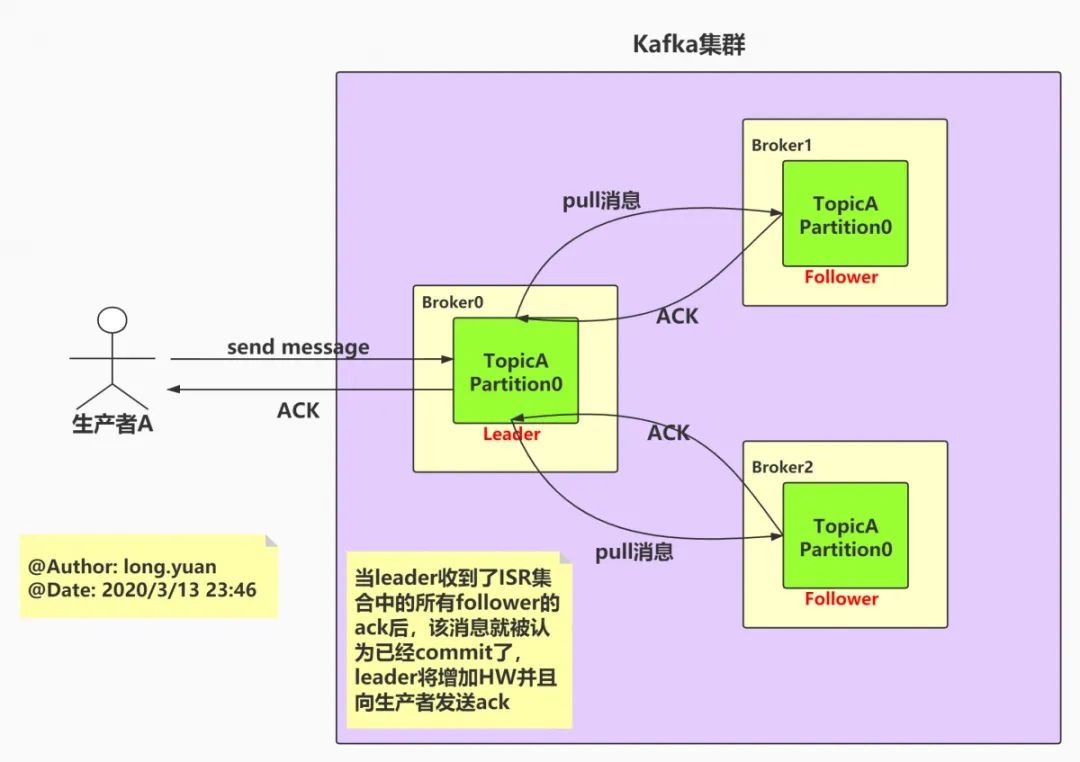 Kafka集群
Broker1
TopicA
Partition0
Follower
pull消息
ACK
Broker0
TopicA
Partition0
Leader
send message
ACK
生产者A
ACK
pull消息
Broker2
TopicA
Partition0
Follower
@Author: long.yuan
@Date: 2020/3/13 23:46
当leader收到了ISR集
合中的所有follower的
ack后，该消息就被认
为已经commit了，
leader将增加HW并且
向生产者发送ack